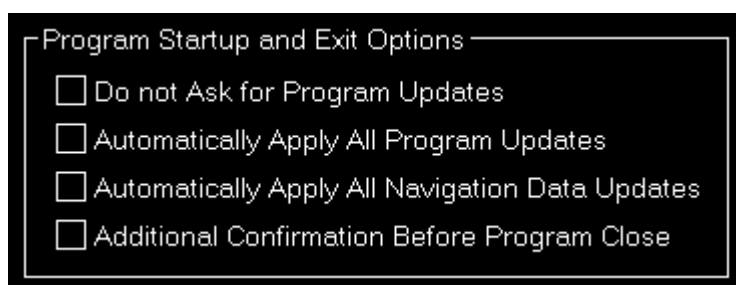 Program Startup and Exit Options
Do not Ask for Program Updates
Automatically Apply All Program Updates
Automatically Apply All Navigation Data Updates
Additional Confirmation Before Program Close